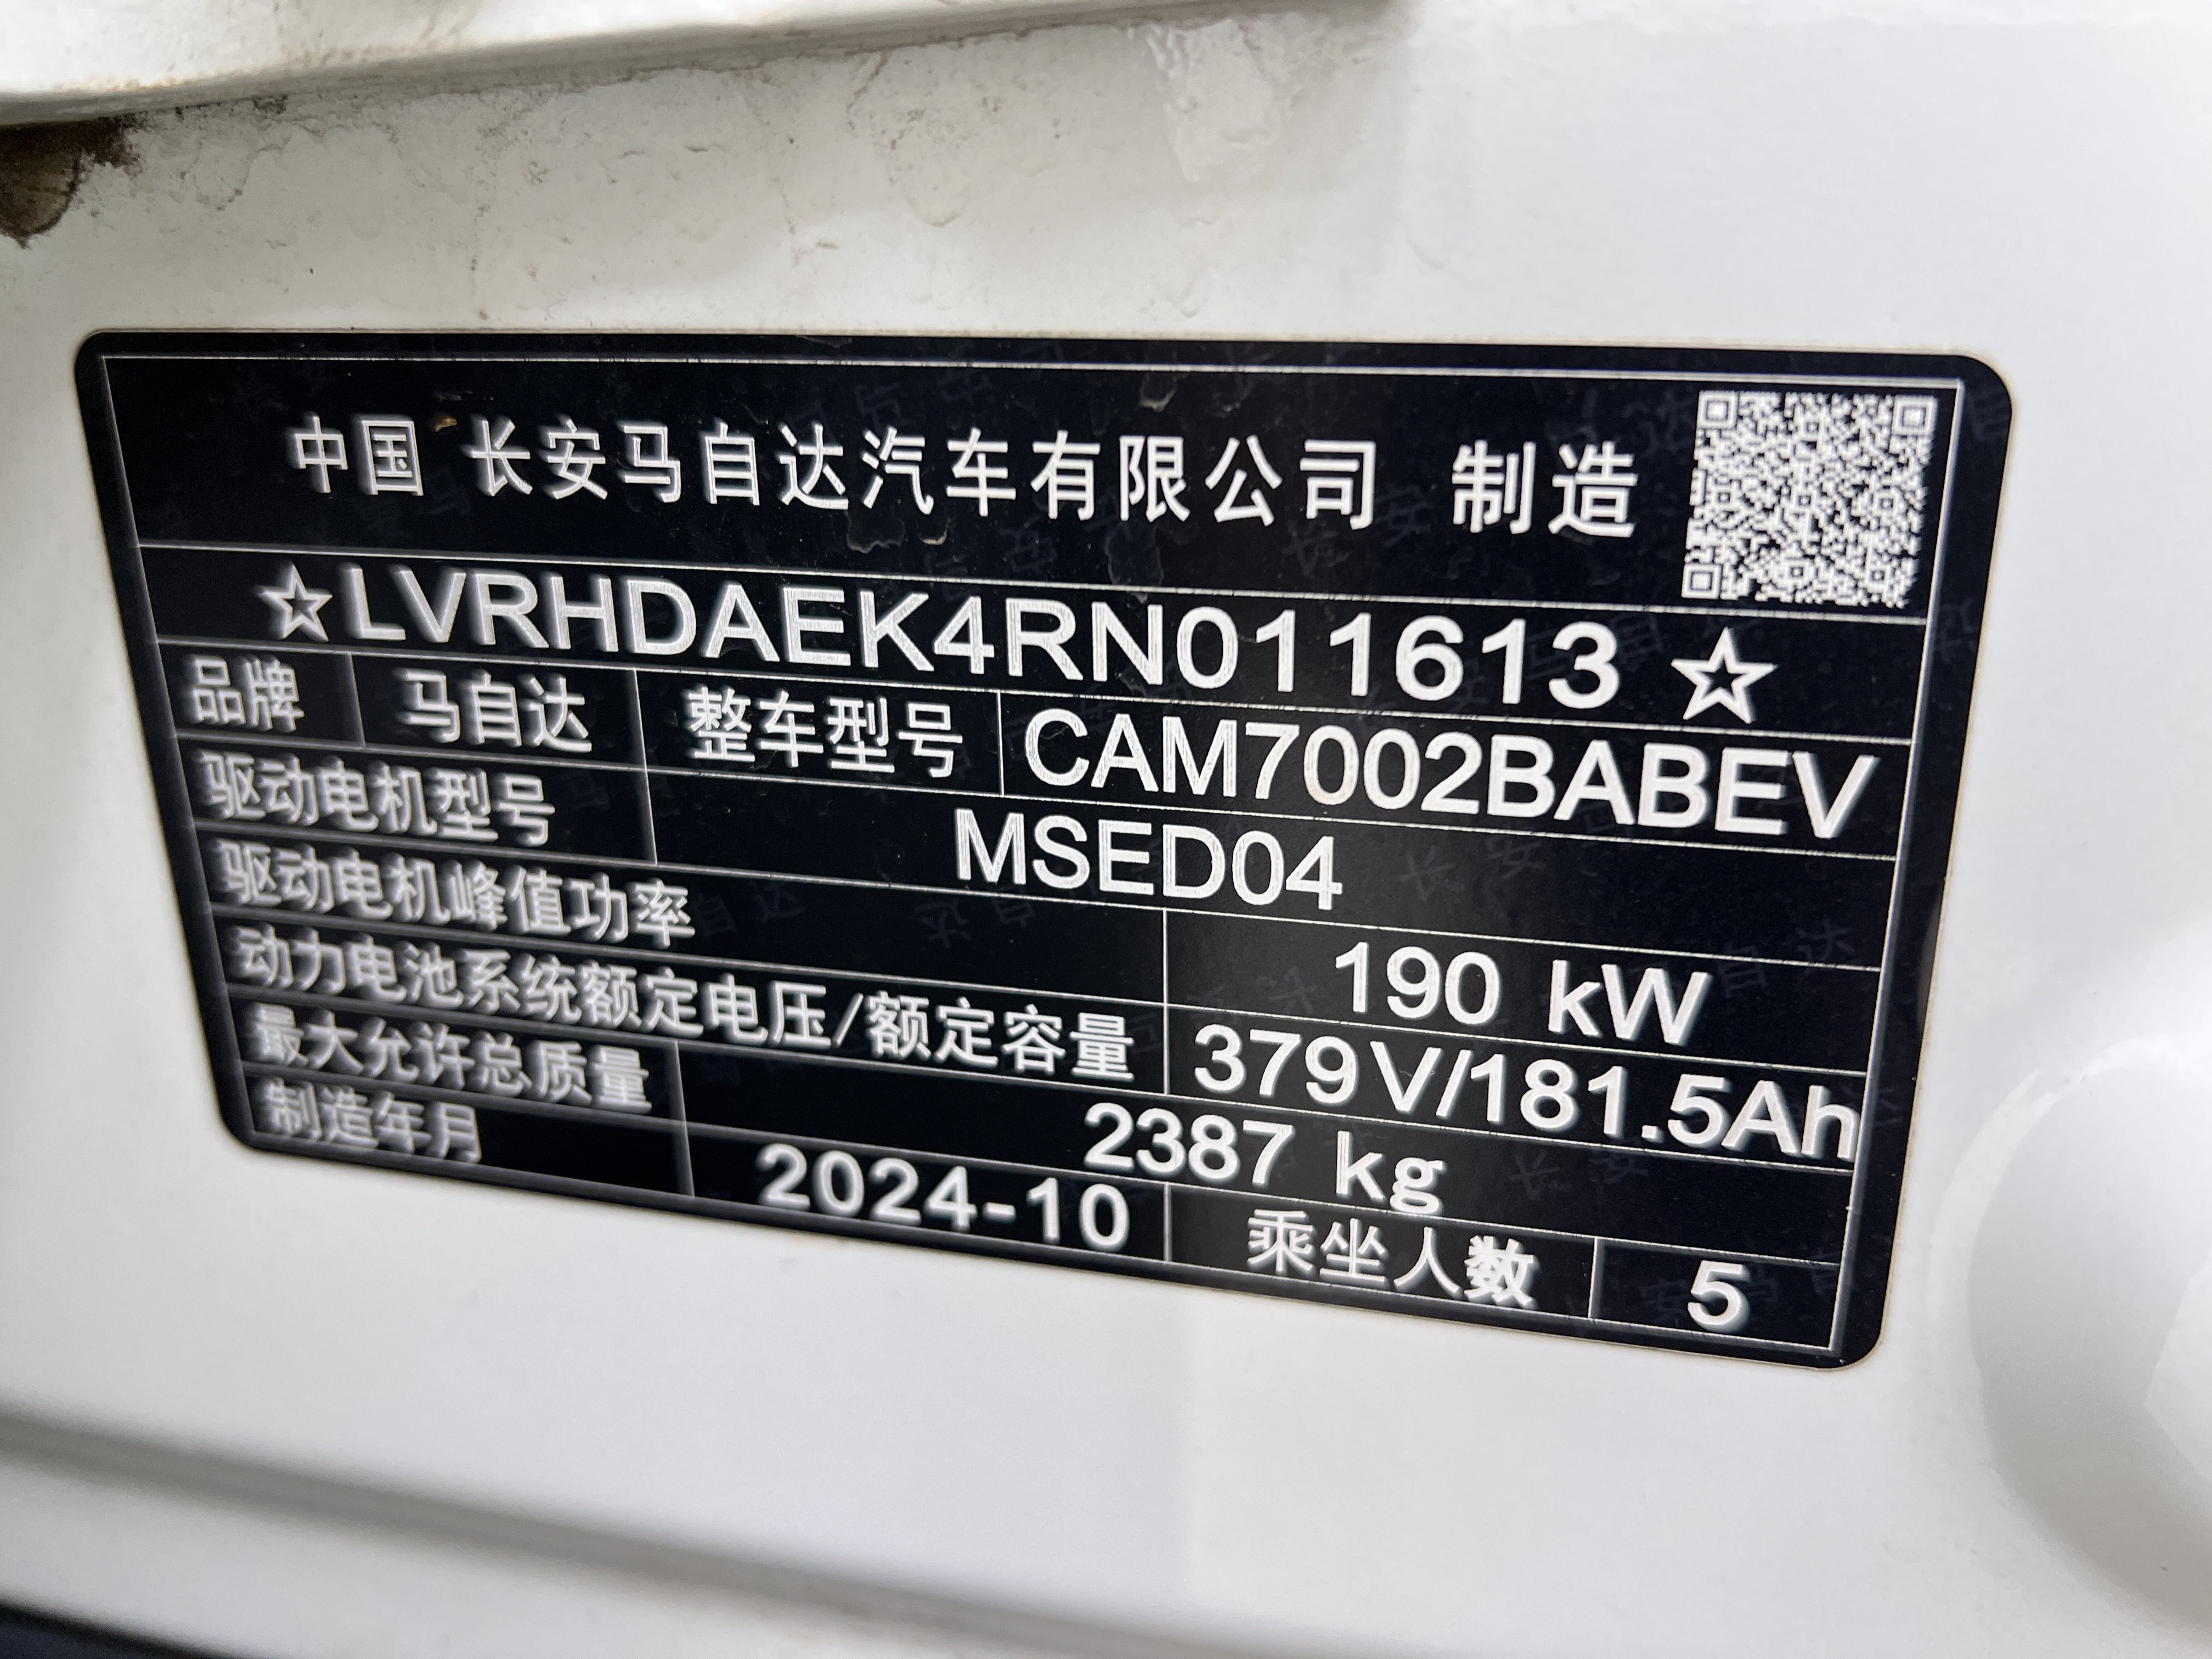 中国 长安马自达汽车有限公司 制造
☆LVRHDAEK4RN011613☆
品牌 马自达 整车型号 CAM7002BABEV
驱动电机型号 MSED04
驱动电机峰值功率 190 kW
动力电池系统额定电压/额定容量 379V/181.5Ah
最大允许总质量 2387 kg
制造年月 2024-10 乘坐人数 5